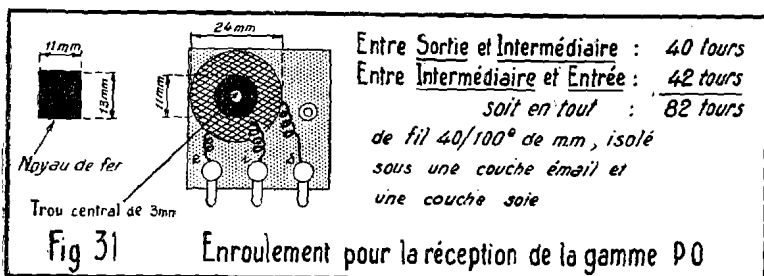 11mm
13mm
Noyau de fer
24mm
11mm
E
i
S
Trou central de 3mm
Entre Sortie et Intermédiaire : 40 tours
Entre Intermédiaire et Entrée : 42 tours
soit en tout : 82 tours
de fil 40/100e de mm, isolé
sous une couche émail et
une couche soie
Fig 31 Enroulement pour la réception de la gamme PO